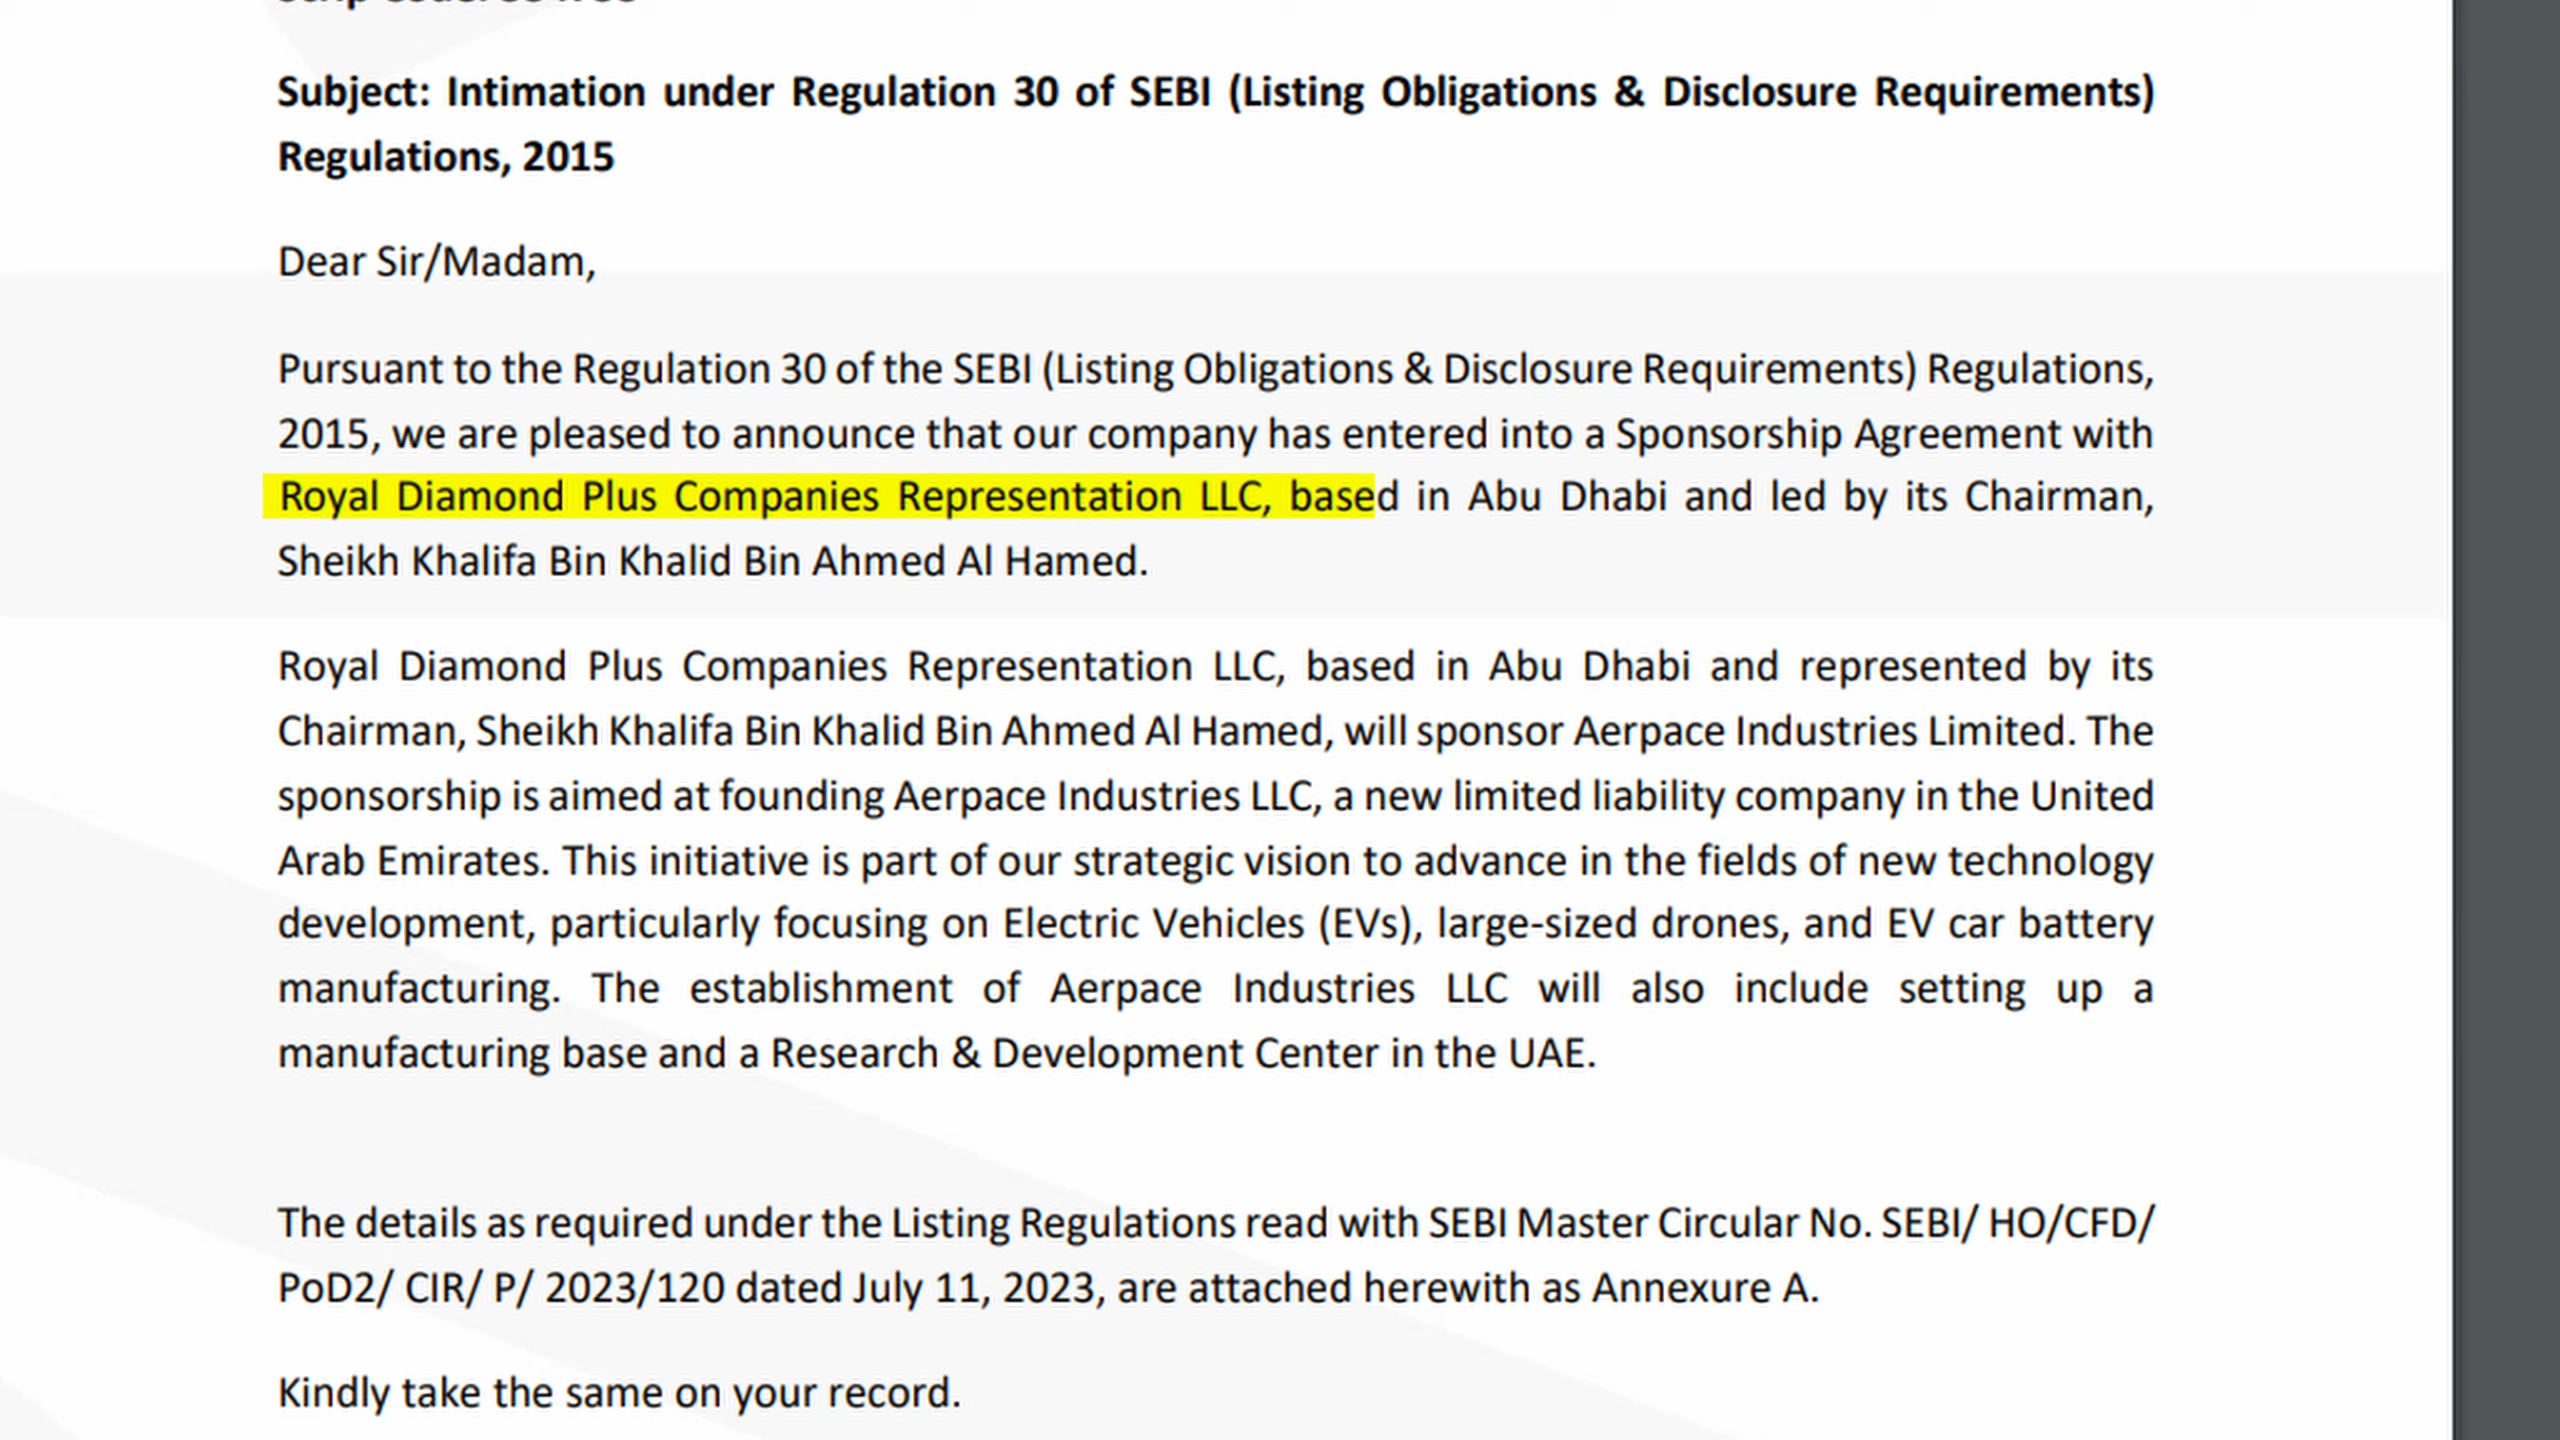 Subject: Intimation under Regulation 30 of SEBI (Listing Obligations & Disclosure Requirements)
Regulations, 2015
Dear Sir/Madam,
Pursuant to the Regulation 30 of the SEBI (Listing Obligations & Disclosure Requirements) Regulations,
2015, we are pleased to announce that our company has entered into a Sponsorship Agreement with
Royal Diamond Plus Companies Representation LLC, based in Abu Dhabi and led by its Chairman,
Sheikh Khalifa Bin Khalid Bin Ahmed Al Hamed.
Royal Diamond Plus Companies Representation LLC, based in Abu Dhabi and represented by its
Chairman, Sheikh Khalifa Bin Khalid Bin Ahmed Al Hamed, will sponsor Aerpace Industries Limited. The
sponsorship is aimed at founding Aerpace Industries LLC, a new limited liability company in the United
Arab Emirates. This initiative is part of our strategic vision to advance in the fields of new technology
development, particularly focusing on Electric Vehicles (EVs), large-sized drones, and EV car battery
manufacturing. The establishment of Aerpace Industries LLC will also include setting up a
manufacturing base and a Research & Development Center in the UAE.
The details as required under the Listing Regulations read with SEBI Master Circular No. SEBI/ HO/CFD/
PoD2/ CIR/ P/ 2023/120 dated July 11, 2023, are attached herewith as Annexure A.
Kindly take the same on your record.